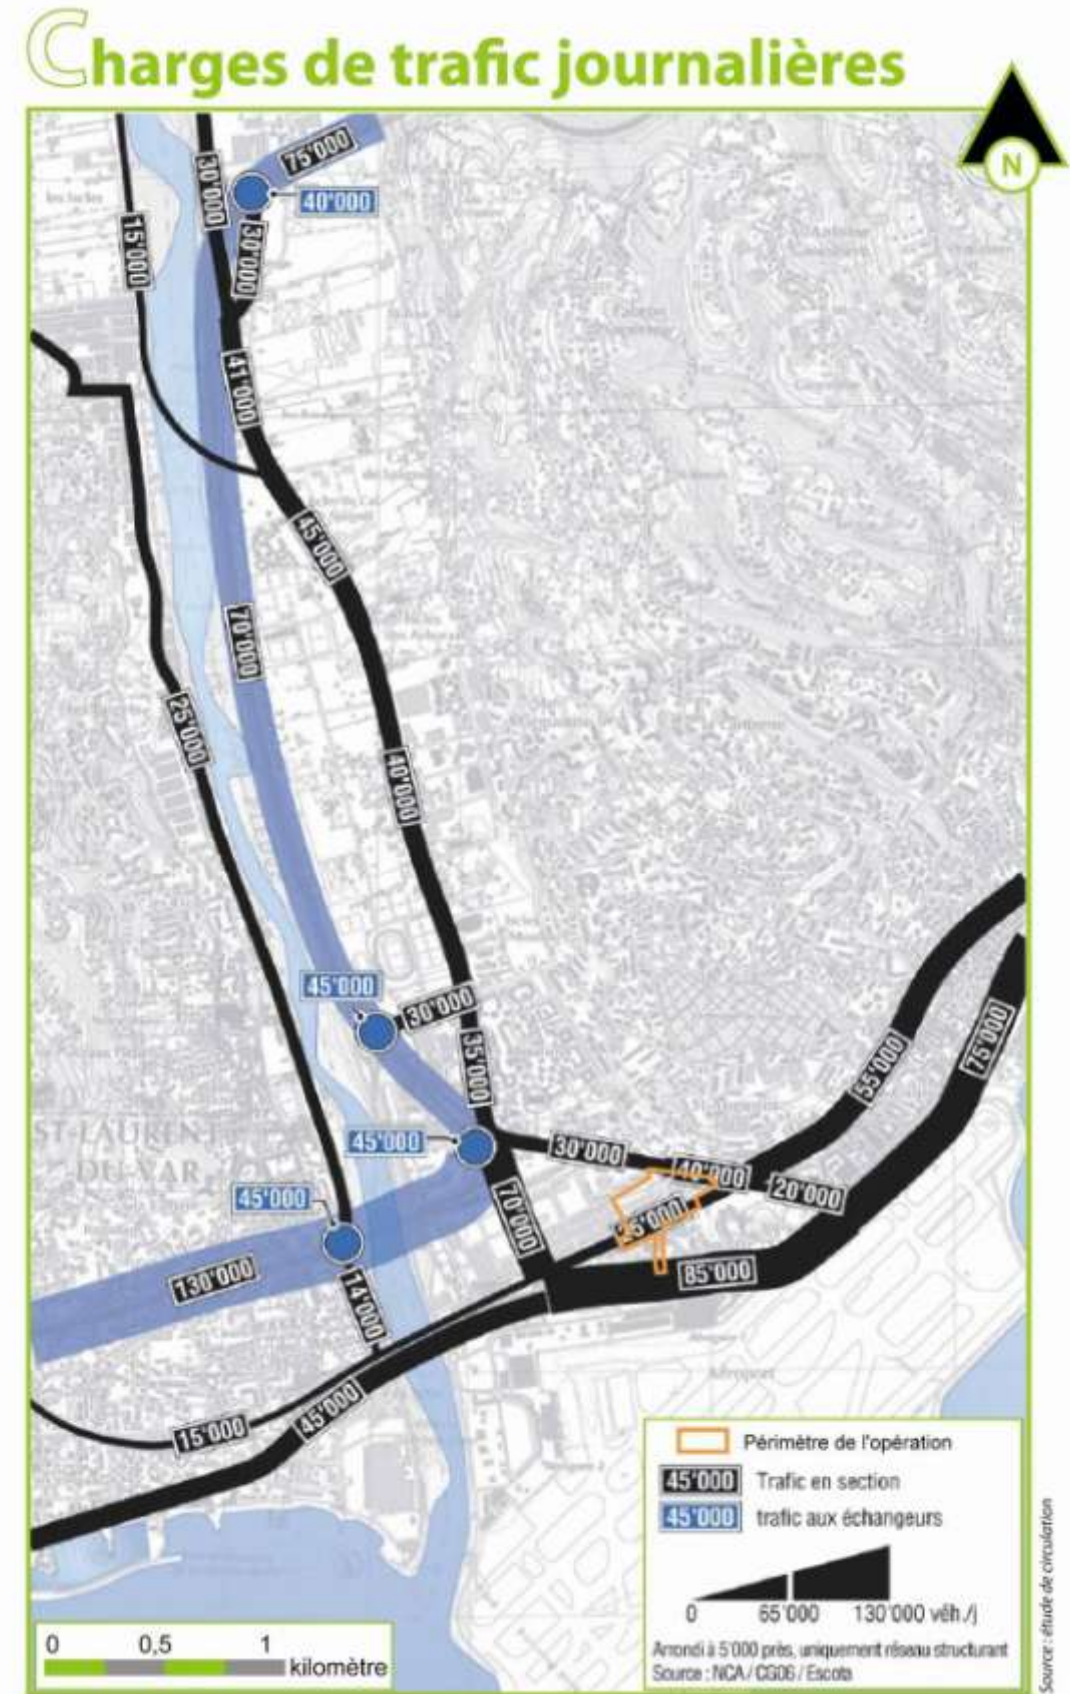 Charges de trafic journalières
N
75'000
30'000
40'000
15'000
30'000
41'000
45'000
70'000
25'000
40'000
45'000
30'000
35'000
55'000
75'000
ST-LAURENT
DU-VAR
45'000
30'000
40'000
20'000
45'000
70'000
130'000
85'000
14'000
Aéroport
15'000
45'000
Périmètre de l'opération
45'000 Trafic en section
45'000 trafic aux échangeurs
0 65'000 130'000 véh./j
Arrondi à 5'000 près, uniquement réseau structurant
Source : NCA / CG06 / Escota
0 0,5 1
kilomètre
Source : étude de circulation